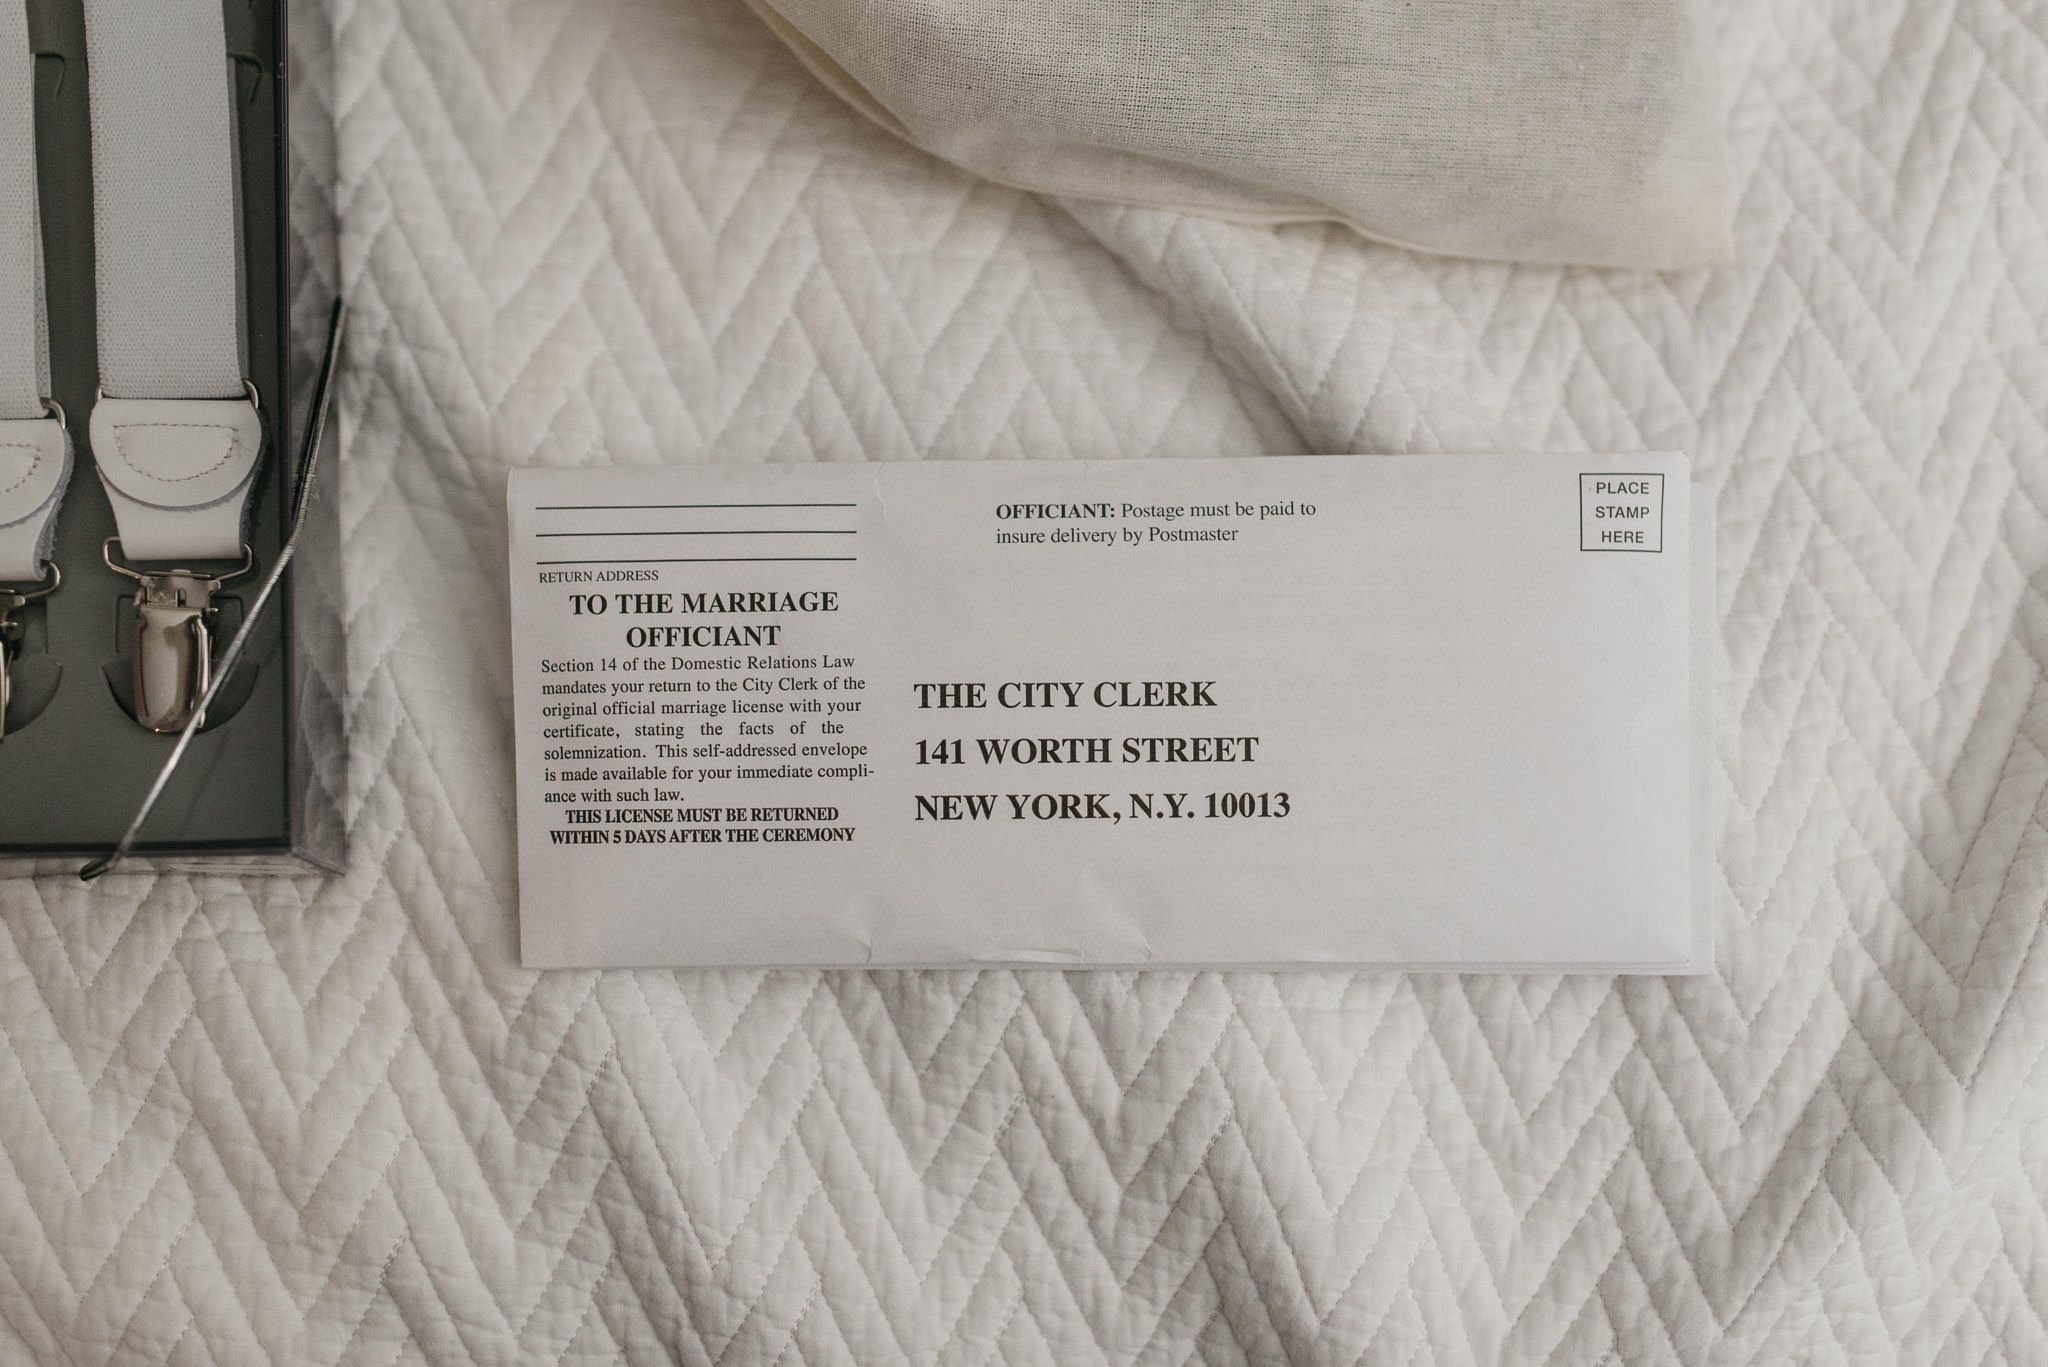 RETURN ADDRESS
TO THE MARRIAGE
OFFICIANT
Section 14 of the Domestic Relations Law
mandates your return to the City Clerk of the
original official marriage license with your
certificate, stating the facts of the
solemnization. This self-addressed envelope
is made available for your immediate compli-
ance with such law.
THIS LICENSE MUST BE RETURNED
WITHIN 5 DAYS AFTER THE CEREMONY
OFFICIANT: Postage must be paid to
insure delivery by Postmaster
PLACE
STAMP
HERE
THE CITY CLERK
141 WORTH STREET
NEW YORK, N.Y. 10013